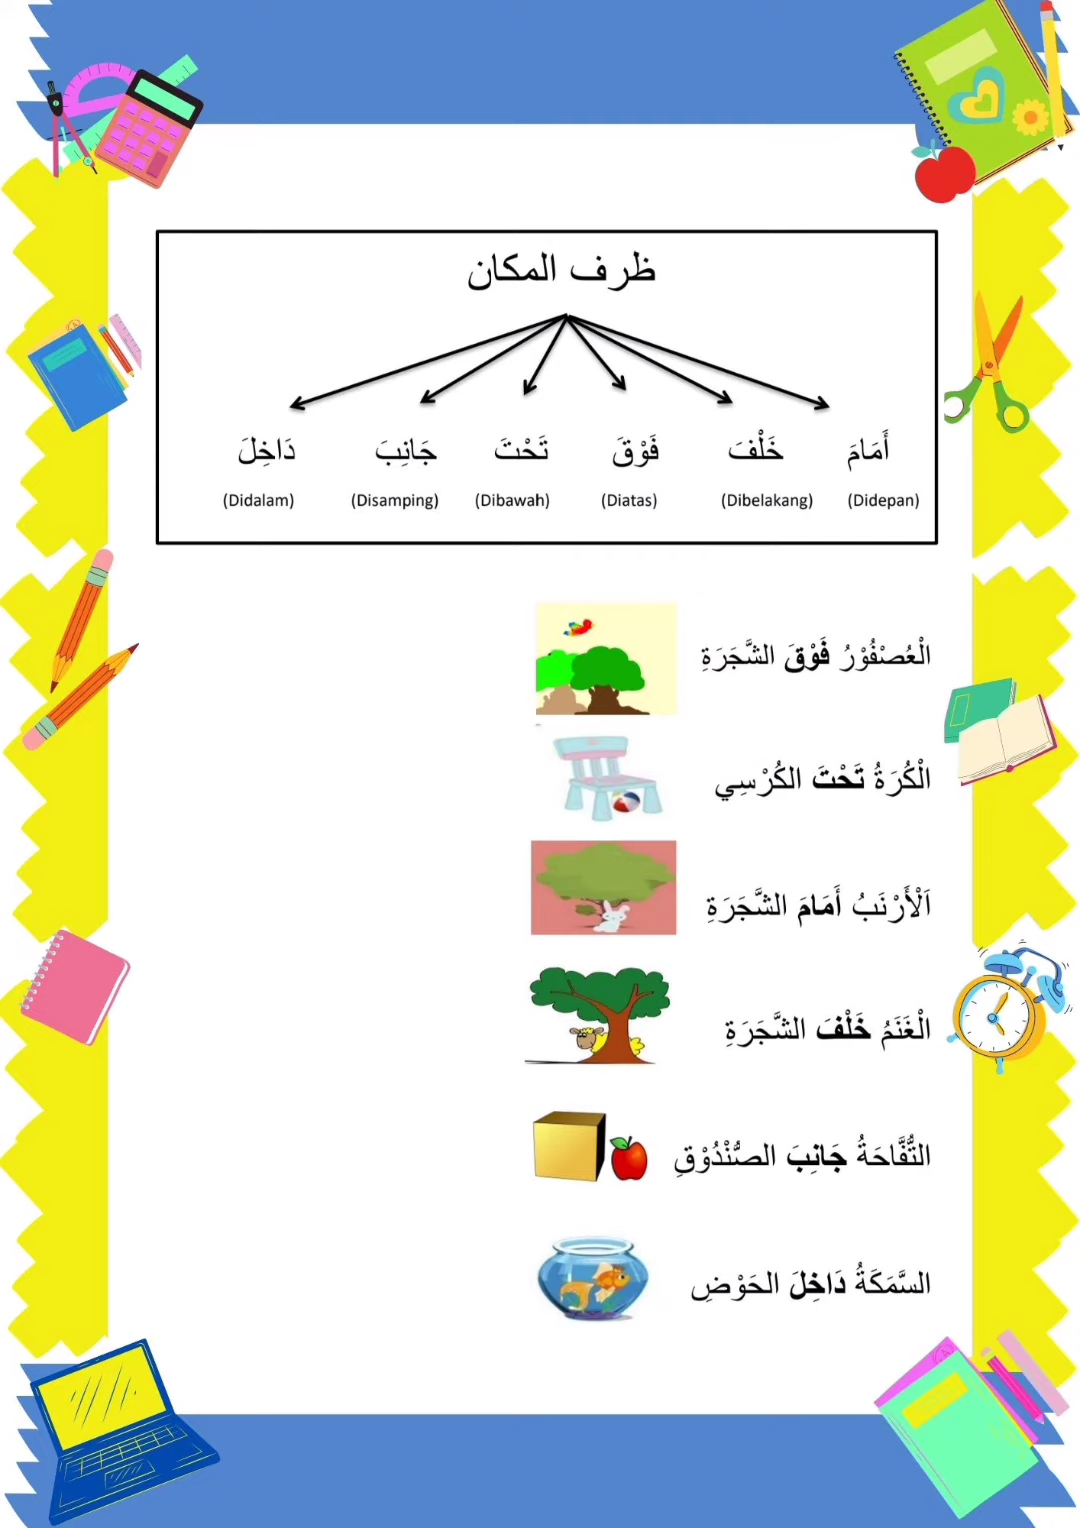 ظرف المكان
أَمَامَ خَلْفَ فَوْقَ تَحْتَ جَانِبَ دَاخِلَ
(Didalam) (Disamping) (Dibawah) (Diatas) (Dibelakang) (Didepan)
الْعُصْفُوْرُ فَوْقَ الشَّجَرَةِ
الْكُرَةُ تَحْتَ الكُرْسِي
اَلْأَرْنَبُ أَمَامَ الشَّجَرَةِ
الْغَنَمُ خَلْفَ الشَّجَرَةِ
التُّفَّاحَةُ جَانِبَ الصُّنْدُوْقِ
السَّمَكَةُ دَاخِلَ الحَوْضِ